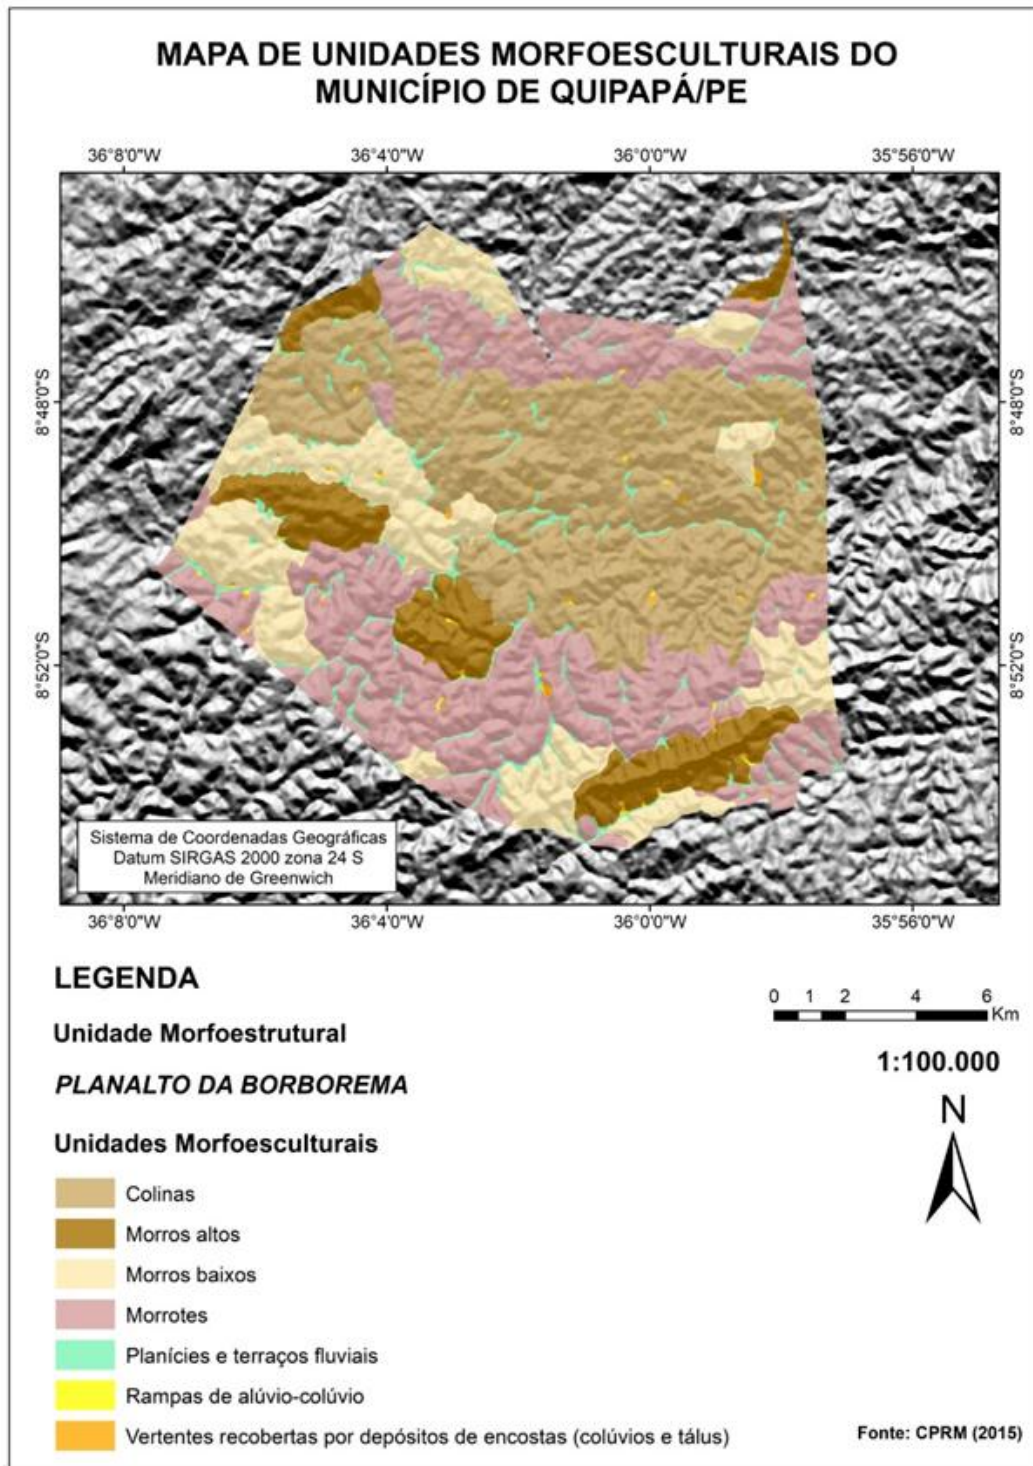 MAPA DE UNIDADES MORFOESCULTURAIS DO
MUNICÍPIO DE QUIPAPÁ/PE
36°8'0"W 36°4'0"W 36°0'0"W 35°56'0"W
8°48'0"S 8°48'0"S
8°52'0"S 8°52'0"S
Sistema de Coordenadas Geográficas
Datum SIRGAS 2000 zona 24 S
Meridiano de Greenwich
36°8'0"W 36°4'0"W 36°0'0"W 35°56'0"W
LEGENDA
Unidade Morfoestrutural
PLANALTO DA BORBOREMA
Unidades Morfoesculturais
Colinas
Morros altos
Morros baixos
Morrotes
Planícies e terraços fluviais
Rampas de alúvio-colúvio
Vertentes recobertas por depósitos de encostas (colúvios e tálus)
0 1 2 4 6
Km
1:100.000
N
Fonte: CPRM (2015)